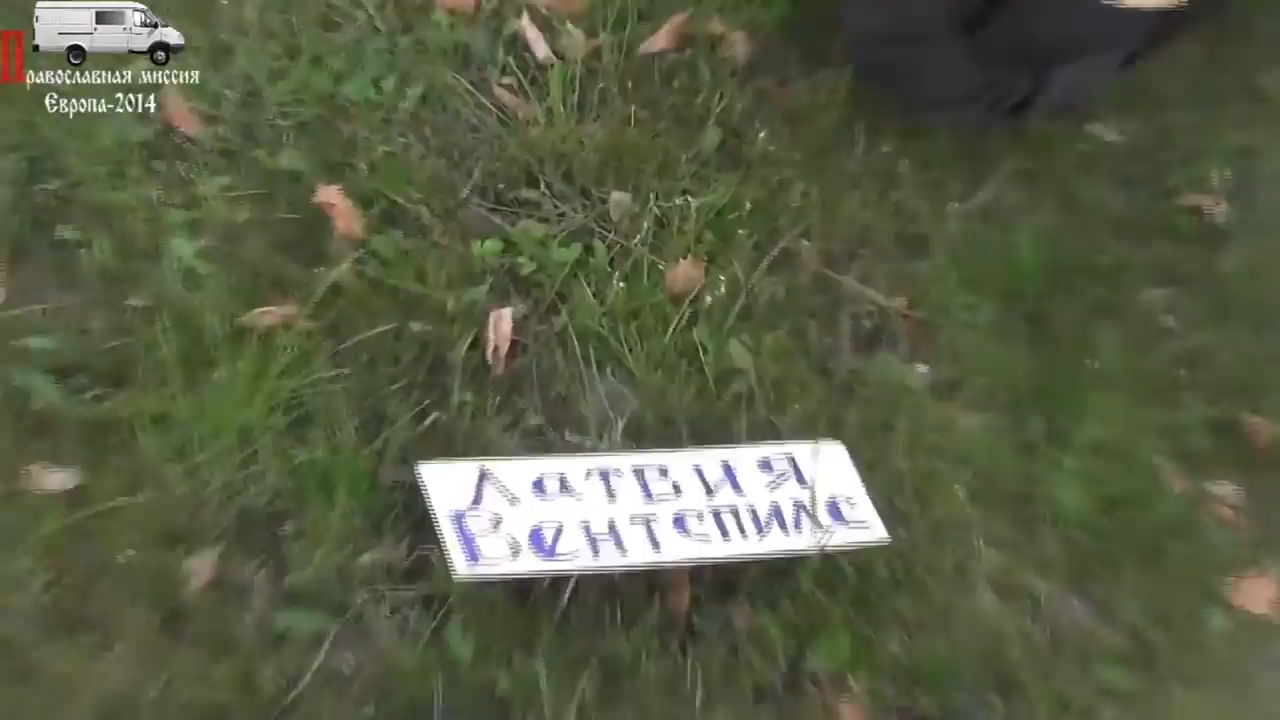 Православная миссия
Европа-2014
Латвия
Вентспилс